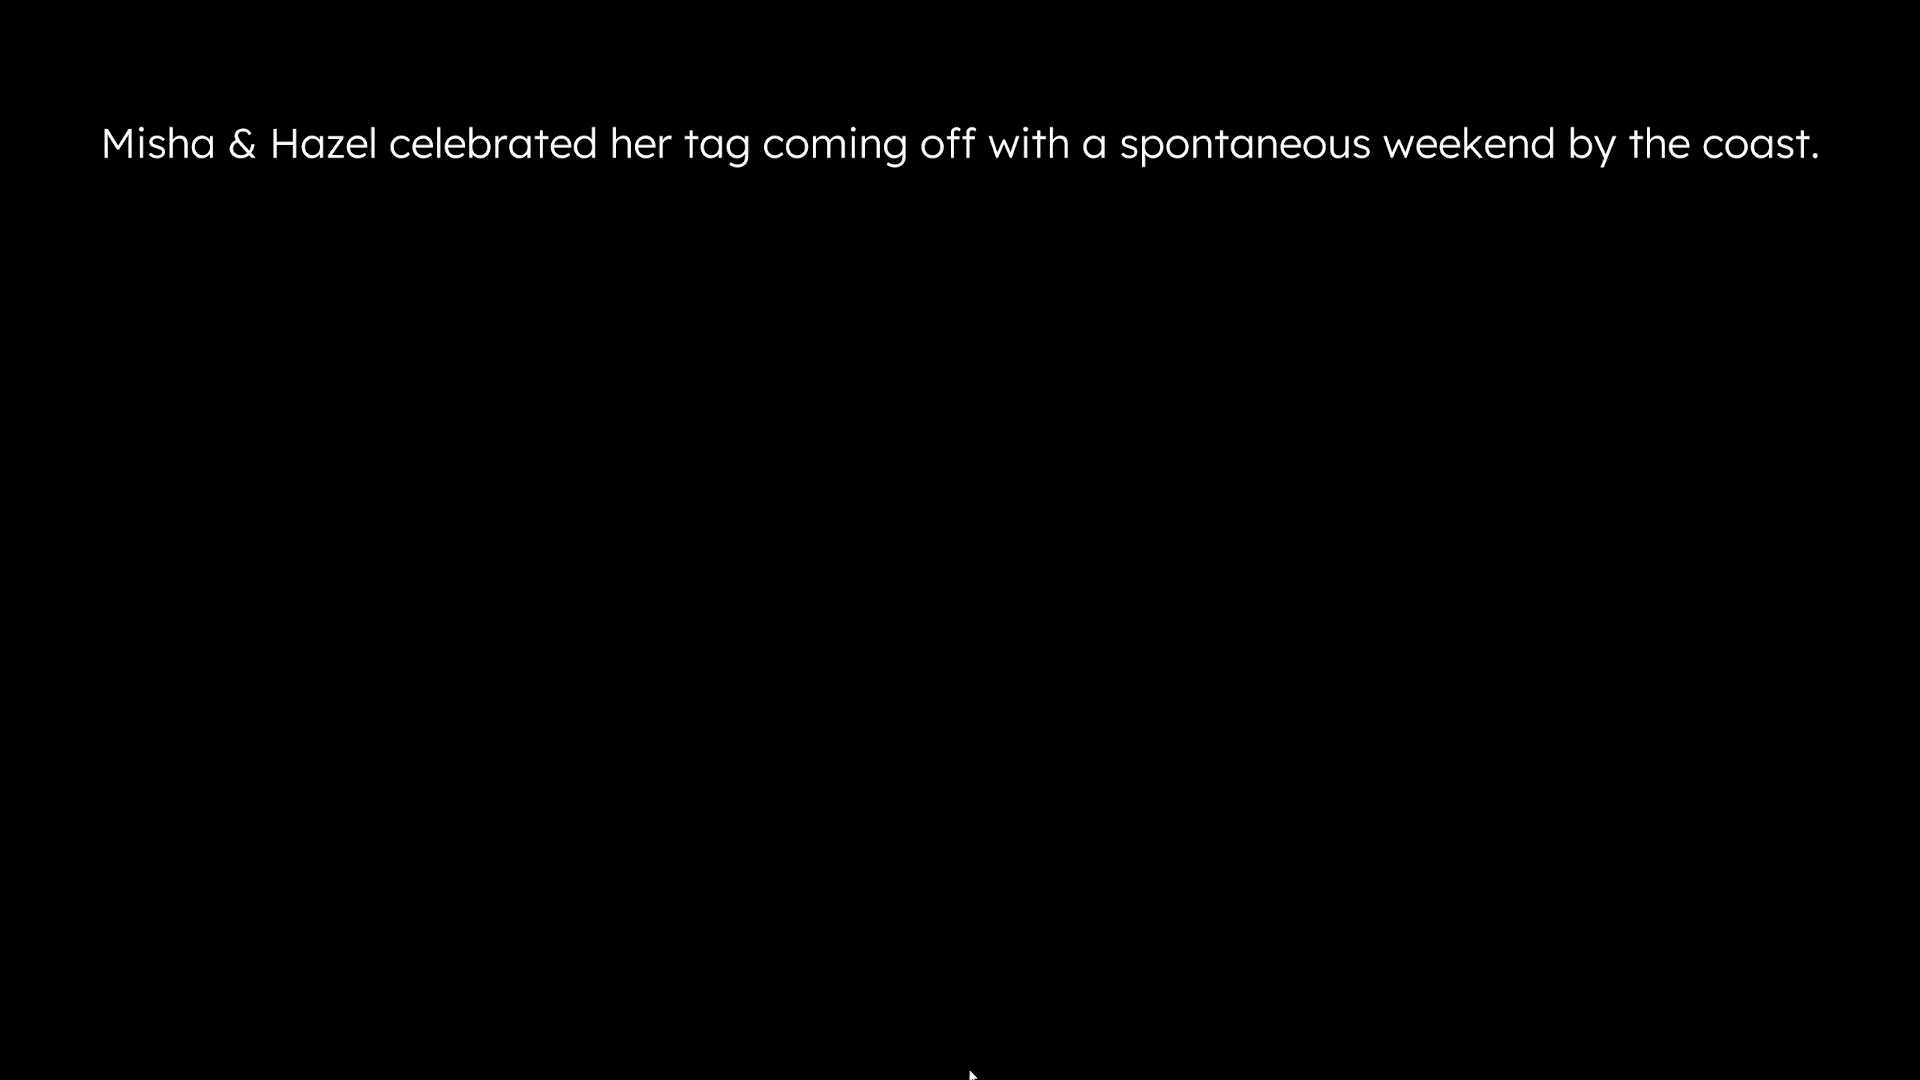 Misha & Hazel celebrated her tag coming off with a spontaneous weekend by the coast.